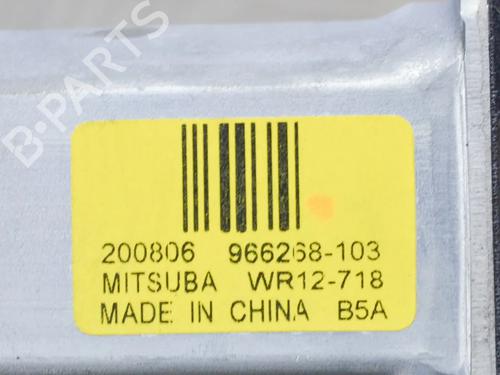 B-PARTS
200806 966268-103
MITSUBA WR12-718
MADE IN CHINA B5A